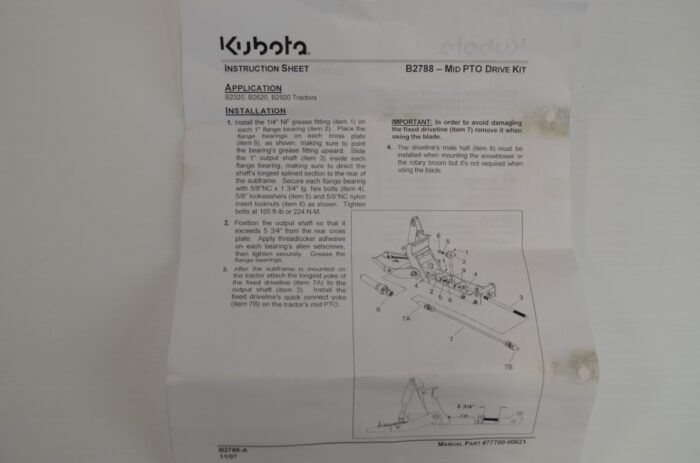 Kubota
INSTRUCTION SHEET
B2788 – MID PTO DRIVE KIT
APPLICATION
B2320, B2620, B2920 Tractors
INSTALLATION
1. Install the 1/4" NF grease fitting (item 1) on
each 1" flange bearing (item 2). Place the
flange bearings on each cross plate
(item 9), as shown, making sure to point
the bearing's grease fitting upward. Slide
the 1" output shaft (item 3) inside each
flange bearing, making sure to direct the
shaft's longest splined section to the rear of
the subframe. Secure each flange bearing
with 5/8"NC x 1 3/4" lg. hex bolts (item 4),
5/8" lockwashers (item 5) and 5/8"NC nylon
insert locknuts (item 6) as shown. Tighten
bolts at 165 ft-lb or 224 N-M.
2. Position the output shaft so that it
exceeds 5 3/4" from the rear cross
plate. Apply threadlocker adhesive
on each bearing's allen setscrews,
then tighten securely. Grease the
flange bearings.
3. After the subframe is mounted on
the tractor attach the longest yoke of
the fixed driveline (item 7A) to the
output shaft (item 3). Install the
fixed driveline's quick connect yoke
(item 7B) on the tractor's mid PTO.
IMPORTANT: In order to avoid damaging
the fixed driveline (item 7) remove it when
using the blade.
4. The driveline's male half (item 8) must be
installed when mounting the snowblower or
the rotary broom but it's not required when
using the blade.
6
5
9
4
4
2
5
6
3
8
7A
7
7B
5 3/4"
B2788-A
11/07
MANUAL PART #77700-00621